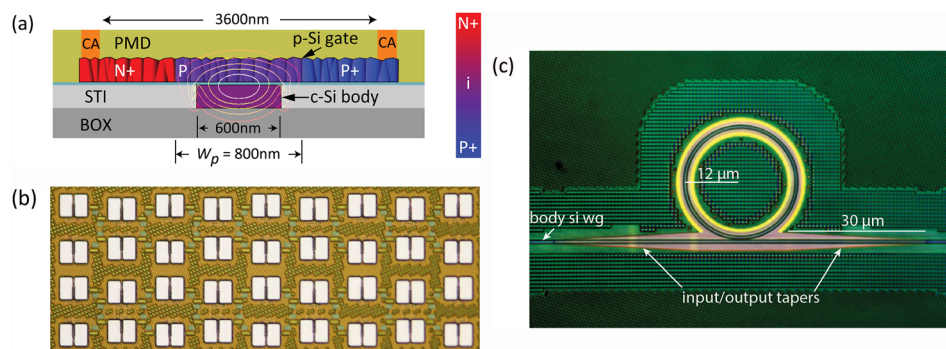 (a)
3600nm
CA
PMD
p-Si gate
CA
N+
P
P+
STI
c-Si body
BOX
600nm
Wp = 800nm
N+
i
P+
(b)
(c)
12 μm
body si wg
30 μm
input/output tapers